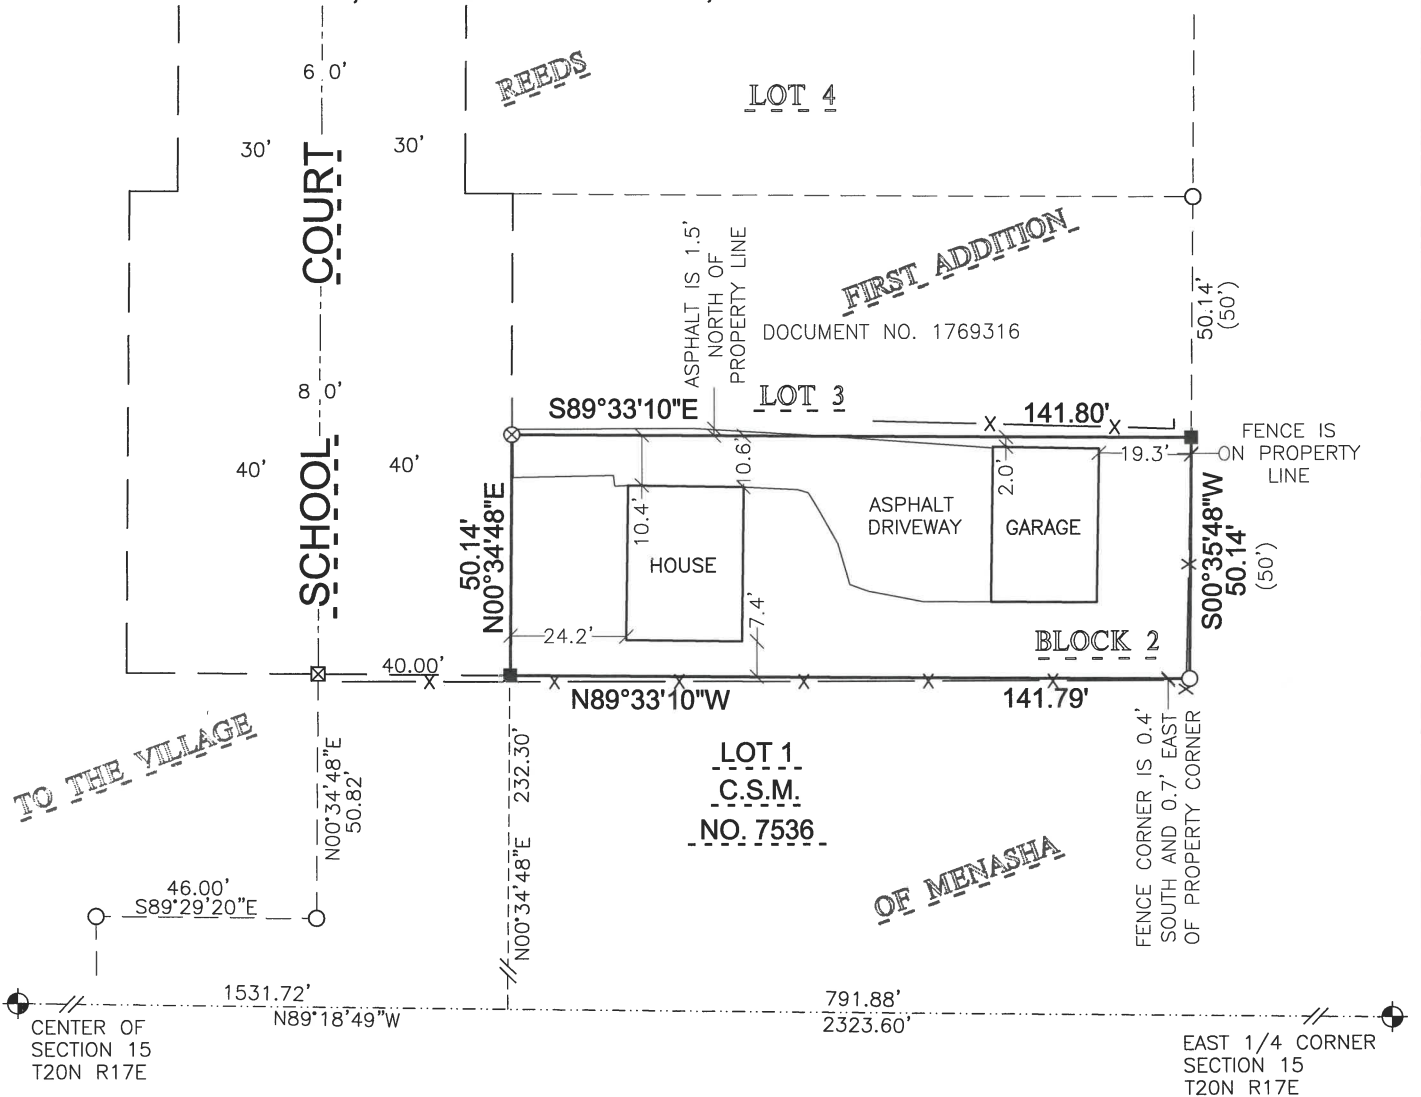 REEDS
LOT 4
60'
30'
30'
SCHOOL COURT
80'
40'
40'
FIRST ADDITION
DOCUMENT NO. 1769316
ASPHALT IS 1.5'
NORTH OF
PROPERTY LINE
50.14'
(50')
LOT 3
S89°33'10"E
141.80'
FENCE IS
ON PROPERTY
LINE
19.3'
2.0'
10.6'
10.4'
ASPHALT
DRIVEWAY
GARAGE
HOUSE
50.14'
N00°34'48"E
S00°35'48"W
50.14'
(50')
7.4'
24.2'
BLOCK 2
40.00'
N89°33'10"W
141.79'
TO THE VILLAGE
N00°34'48"E
50.82'
N00°34'48"E 232.30'
LOT 1
C.S.M.
NO. 7536
FENCE CORNER IS 0.4'
SOUTH AND 0.7' EAST
OF PROPERTY CORNER
OF MENASHA
46.00'
S89°29'20"E
1531.72'
N89°18'49"W
791.88'
2323.60'
CENTER OF
SECTION 15
T20N R17E
EAST 1/4 CORNER
SECTION 15
T20N R17E